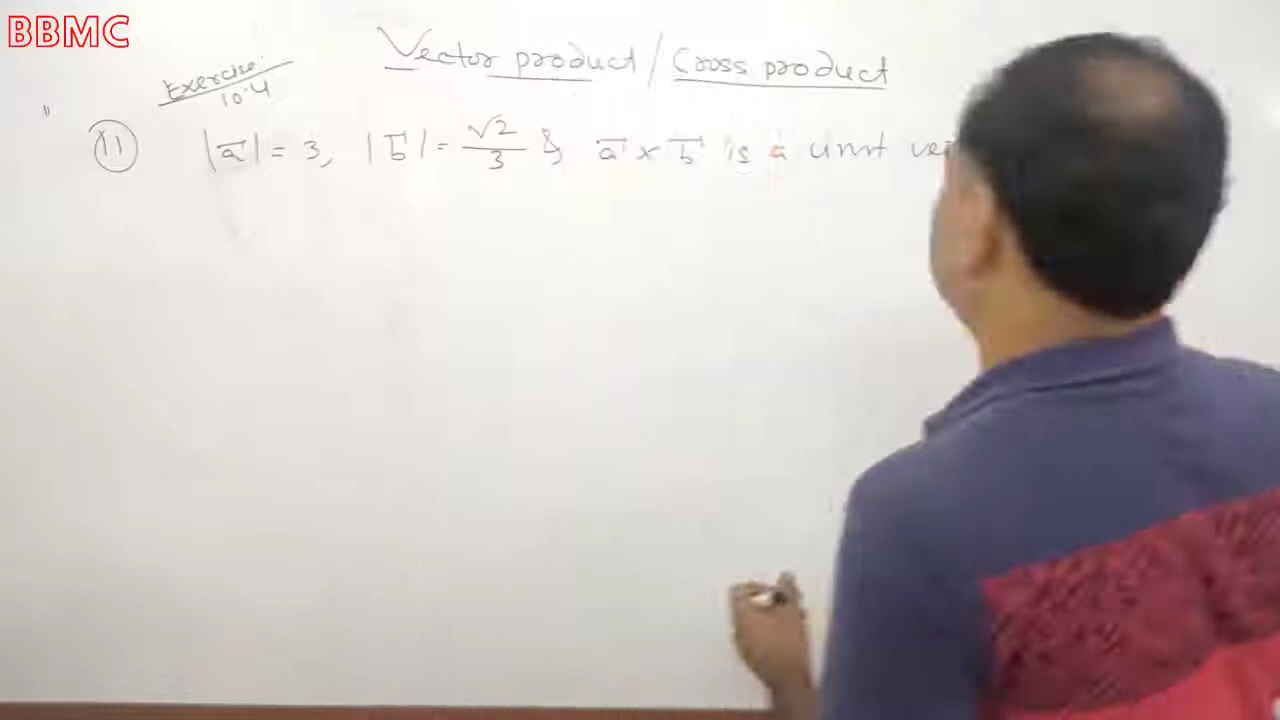 BBMC
Vector product / Cross product
Exercise:
10.4
11 |a⃗| = 3, |b⃗| = √2/3 & a⃗ × b⃗ is a unit